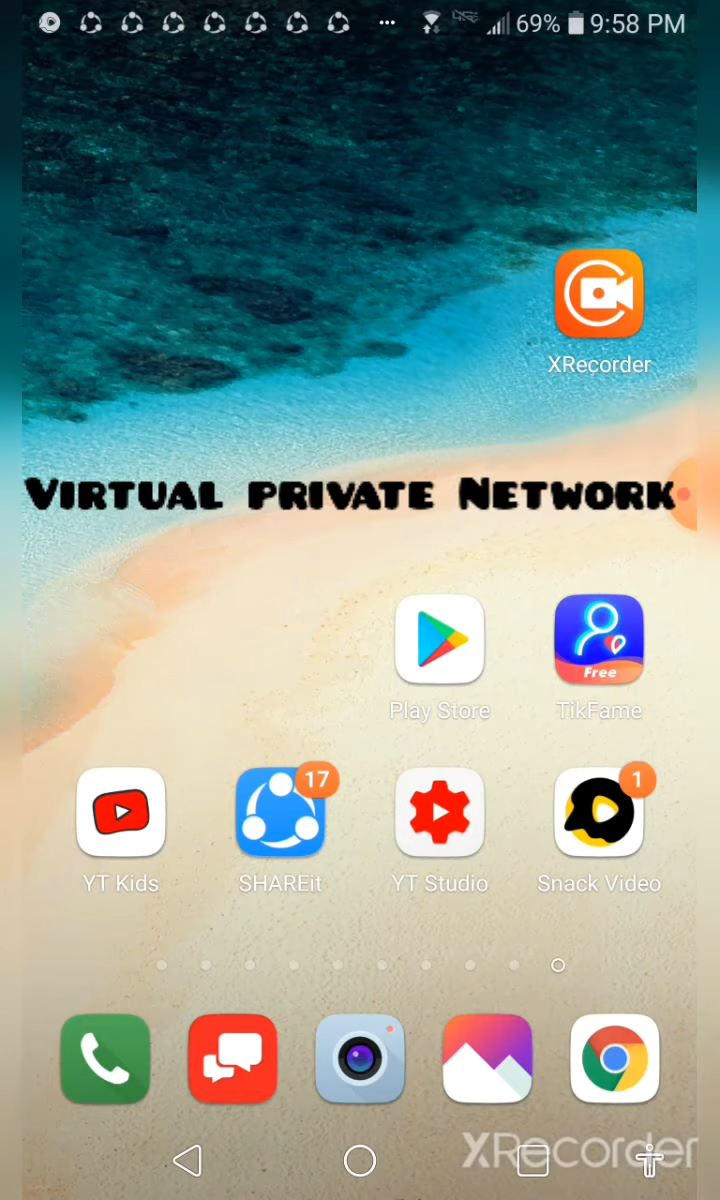 69% 9:58 PM
XRecorder
VIRTUAL PRIVATE NETWORK
Free
Play Store
TikFame
17
1
YT Kids
SHAREit
YT Studio
Snack Video
XRecorder